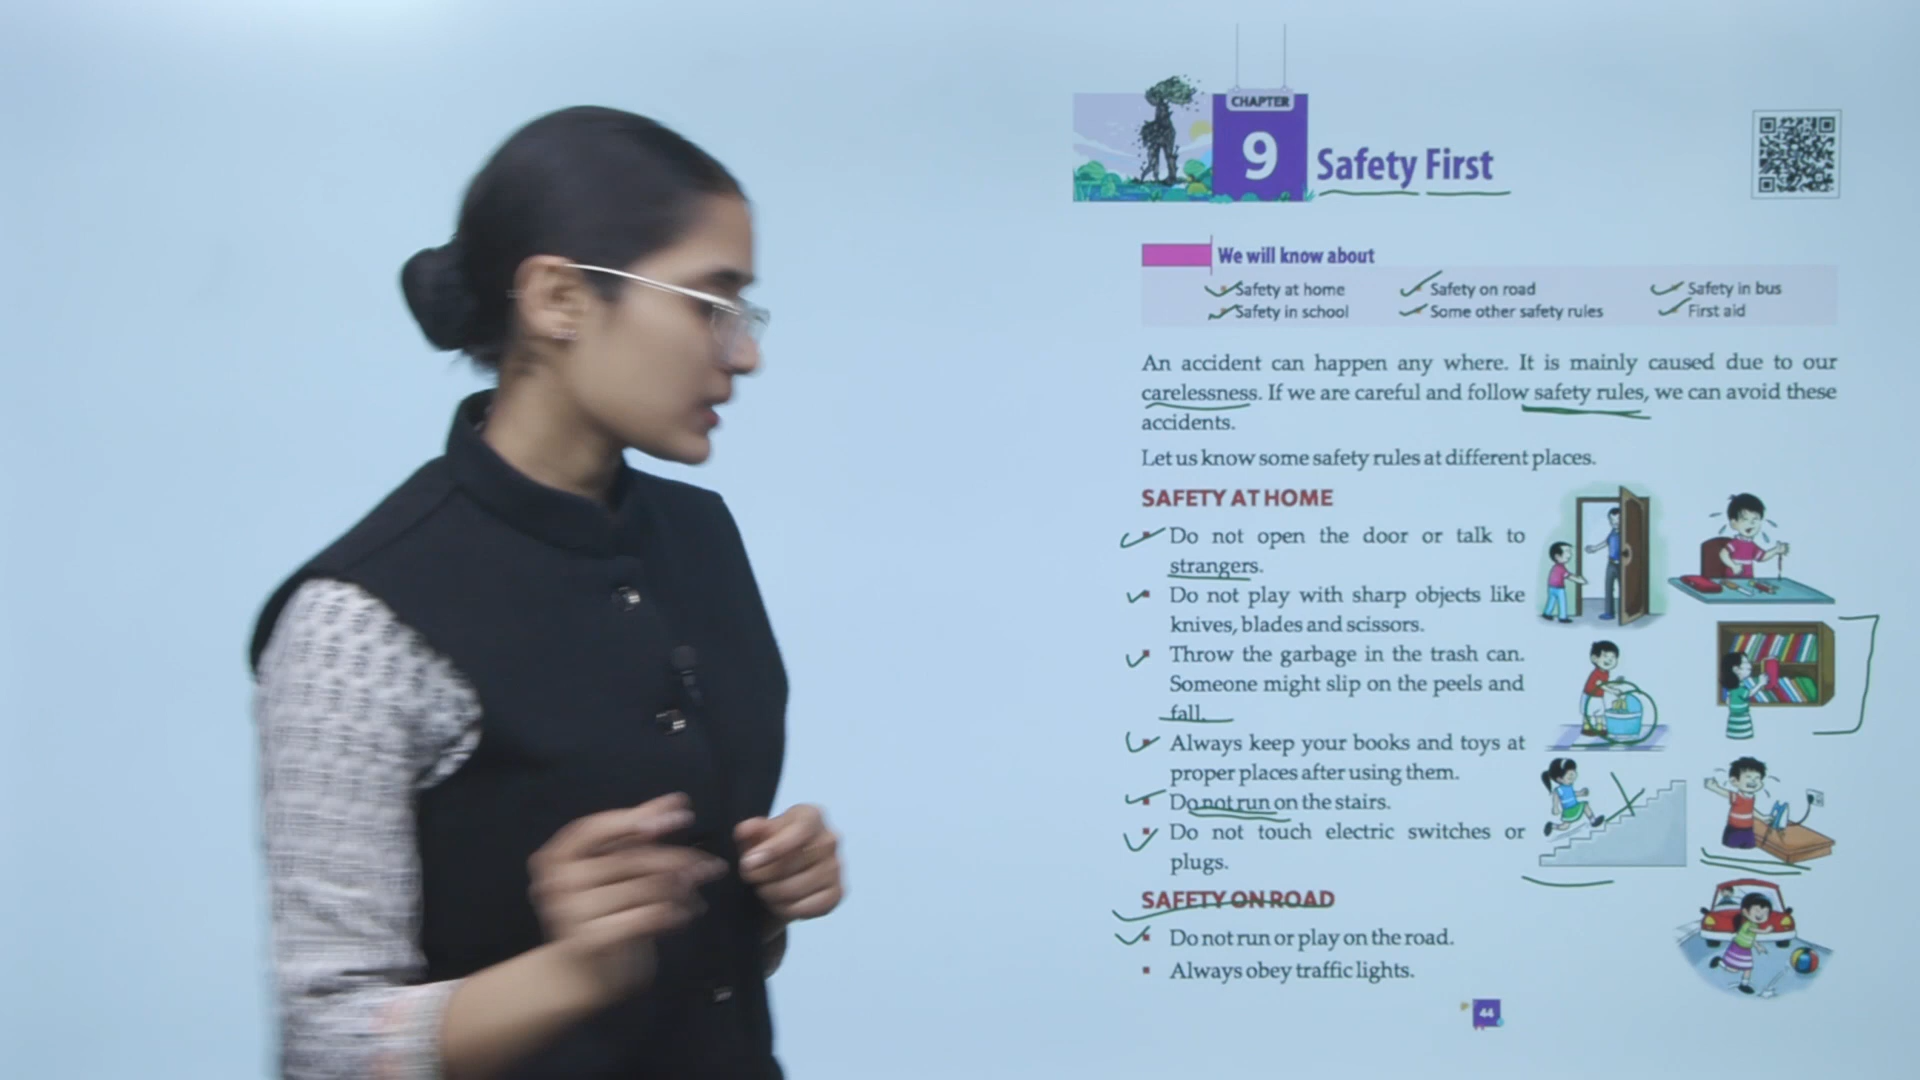 CHAPTER
9
Safety First
We will know about
Safety at home
Safety on road
Safety in bus
Safety in school
Some other safety rules
First aid
An accident can happen any where. It is mainly caused due to our
carelessness. If we are careful and follow safety rules, we can avoid these
accidents.
Let us know some safety rules at different places.
SAFETY AT HOME
Do not open the door or talk to
strangers.
Do not play with sharp objects like
knives, blades and scissors.
Throw the garbage in the trash can.
Someone might slip on the peels and
fall.
Always keep your books and toys at
proper places after using them.
Do not run on the stairs.
Do not touch electric switches or
plugs.
SAFETY ON ROAD
Do not run or play on the road.
Always obey traffic lights.
44